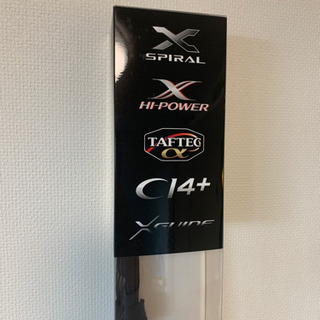 X
SPIRAL
X
HI-POWER
TAFTEC
α
CI4+
XGUIDE